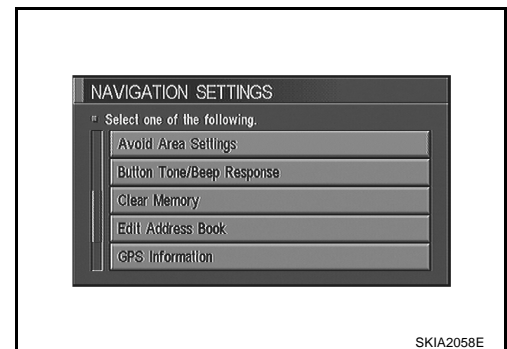 NAVIGATION SETTINGS
Select one of the following.
Avoid Area Settings
Button Tone/Beep Response
Clear Memory
Edit Address Book
GPS Information
SKIA2058E